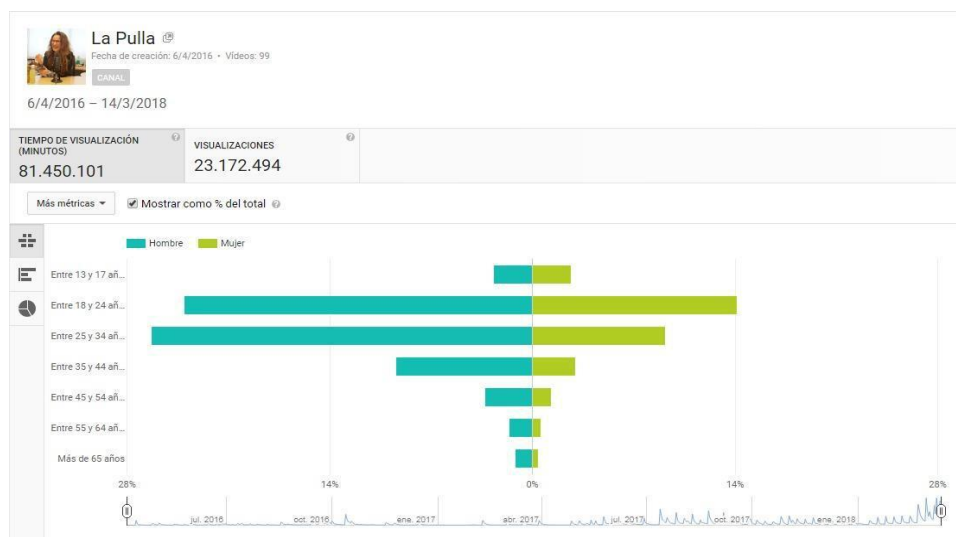 La Pulla
Fecha de creación: 6/4/2016 • Vídeos: 99
CANAL
6/4/2016 – 14/3/2018
TIEMPO DE VISUALIZACIÓN
(MINUTOS)
81.450.101
VISUALIZACIONES
23.172.494
Más métricas
Mostrar como % del total
Hombre Mujer
Entre 13 y 17 añ...
Entre 18 y 24 añ...
Entre 25 y 34 añ...
Entre 35 y 44 añ...
Entre 45 y 54 añ...
Entre 55 y 64 añ...
Más de 65 años
28% 14% 0% 14% 28%
jul. 2016 oct. 2016 ene. 2017 abr. 2017 jul. 2017 oct. 2017 ene. 2018